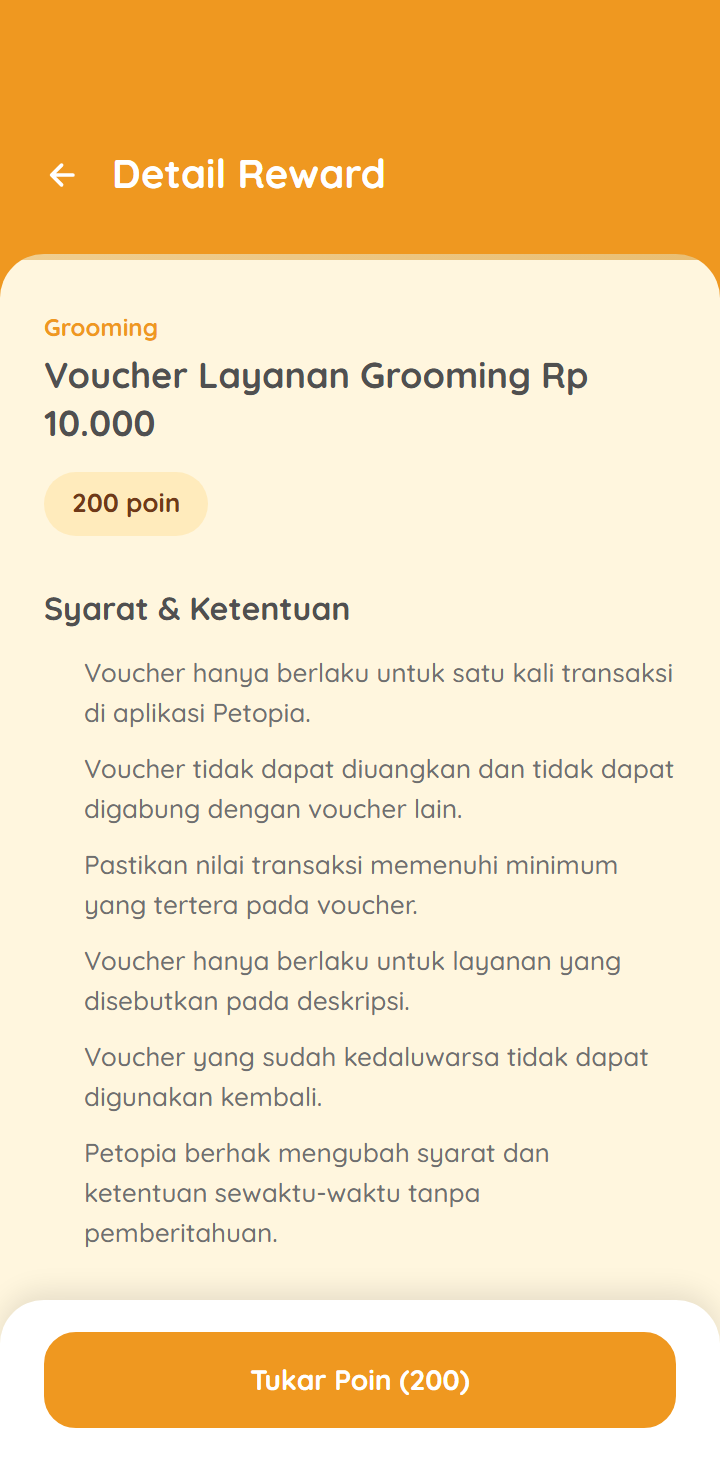 Detail Reward
Grooming
Voucher Layanan Grooming Rp
10.000
200 poin
Syarat & Ketentuan
Voucher hanya berlaku untuk satu kali transaksi
di aplikasi Petopia.
Voucher tidak dapat diuangkan dan tidak dapat
digabung dengan voucher lain.
Pastikan nilai transaksi memenuhi minimum
yang tertera pada voucher.
Voucher hanya berlaku untuk layanan yang
disebutkan pada deskripsi.
Voucher yang sudah kedaluwarsa tidak dapat
digunakan kembali.
Petopia berhak mengubah syarat dan
ketentuan sewaktu-waktu tanpa
pemberitahuan.
Tukar Poin (200)